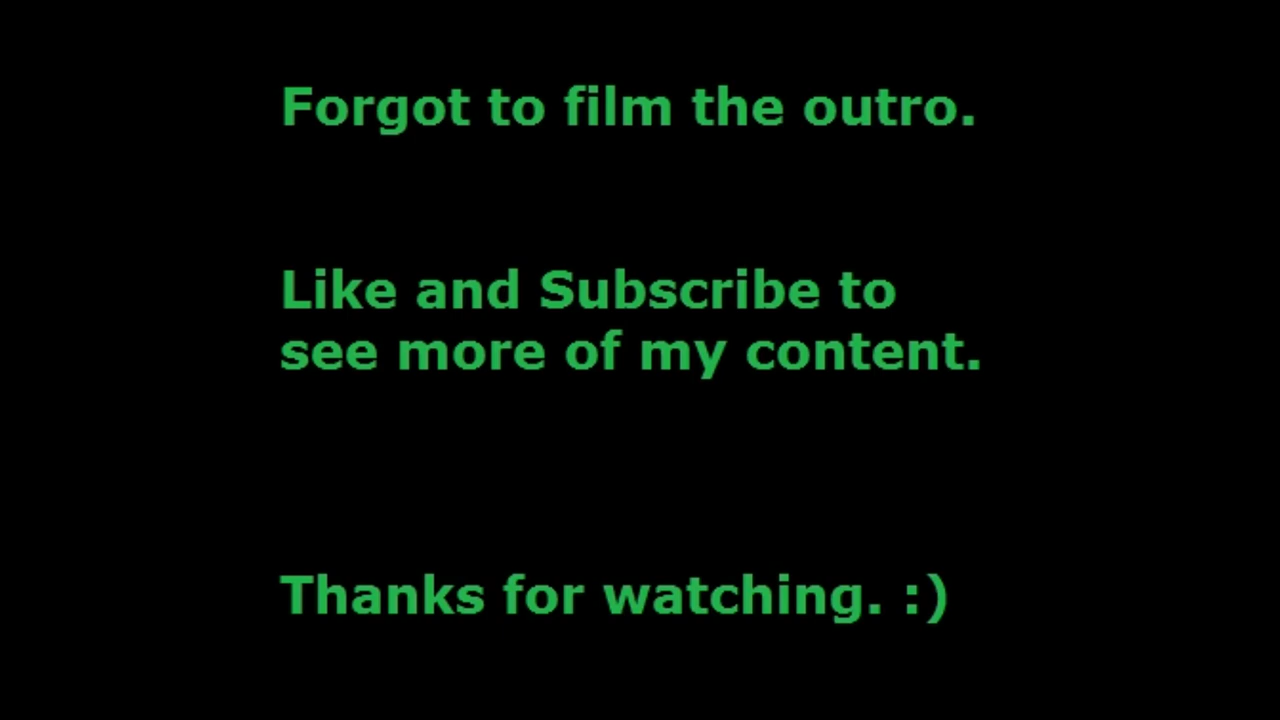 Forgot to film the outro.
Like and Subscribe to
see more of my content.
Thanks for watching. :)